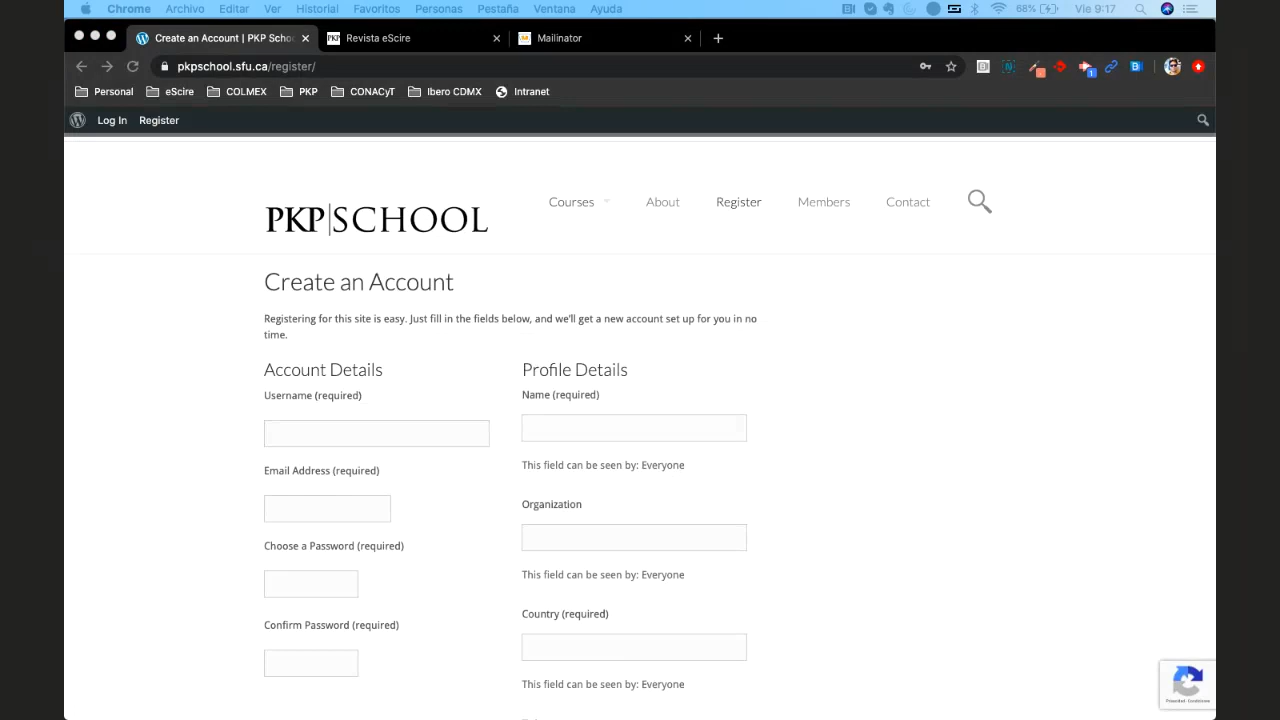 Chrome Archivo Editar Ver Historial Favoritos Personas Pestaña Ventana Ayuda 68% Vie 9:17
Create an Account | PKP Schoo Revista eScire Mailinator
pkpschool.sfu.ca/register/
Personal eScire COLMEX PKP CONACyT Ibero CDMX Intranet
Log In Register
PKP|SCHOOL
Courses About Register Members Contact
Create an Account
Registering for this site is easy. Just fill in the fields below, and we'll get a new account set up for you in no
time.
Account Details
Username (required)
Email Address (required)
Choose a Password (required)
Confirm Password (required)
Profile Details
Name (required)
This field can be seen by: Everyone
Organization
This field can be seen by: Everyone
Country (required)
This field can be seen by: Everyone